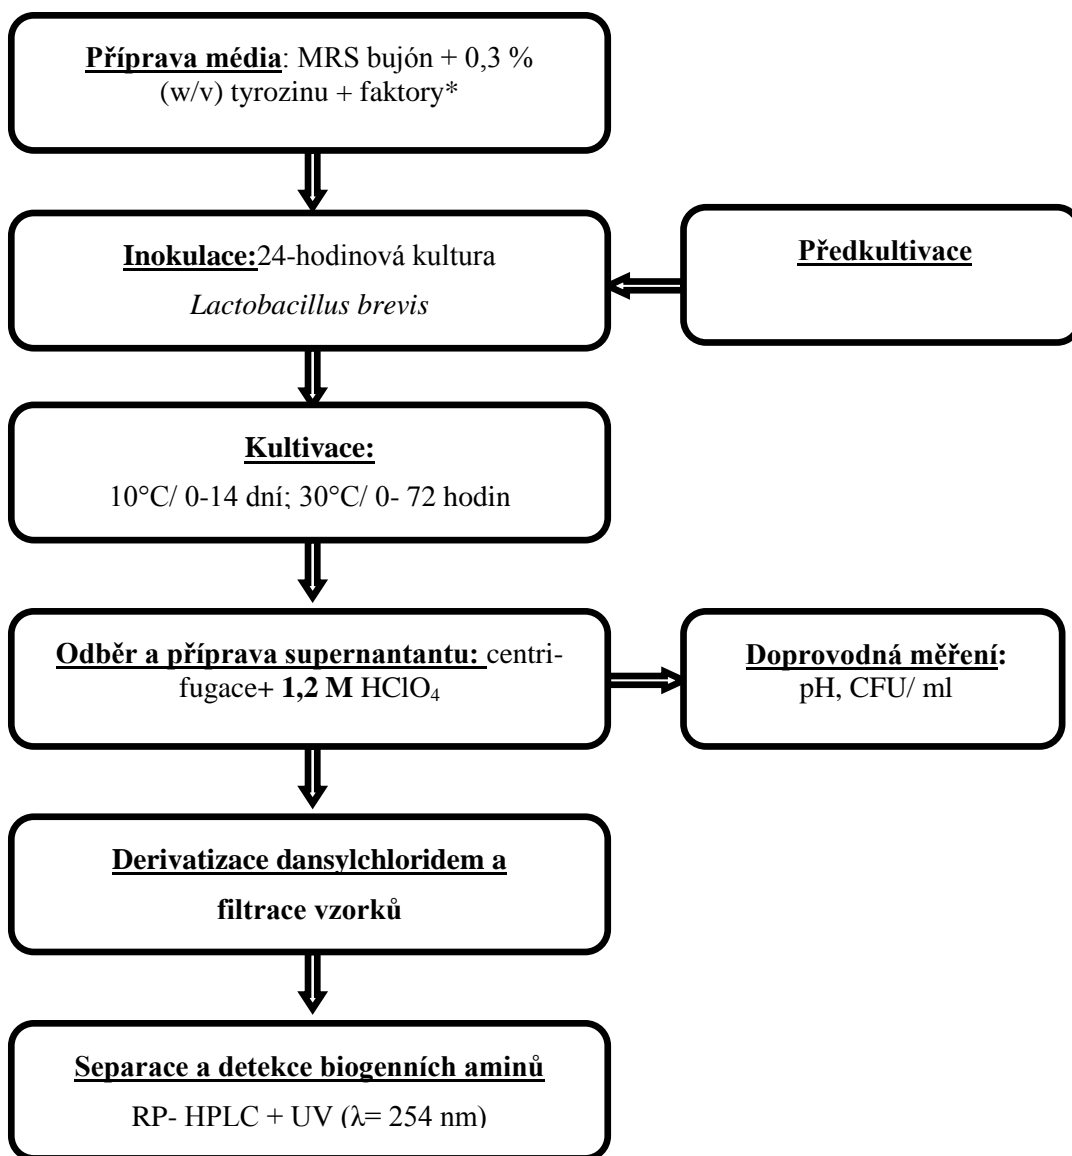 Příprava média: MRS bujón + 0,3 %
(w/v) tyrozinu + faktory*
Inokulace:24-hodinová kultura
Lactobacillus brevis
Předkultivace
Kultivace:
10°C/ 0-14 dní; 30°C/ 0- 72 hodin
Odběr a příprava supernantantu: centri-
fugace+ 1,2 M HClO₄
Doprovodná měření:
pH, CFU/ ml
Derivatizace dansylchloridem a
filtrace vzorků
Separace a detekce biogenních aminů
RP- HPLC + UV (λ= 254 nm)